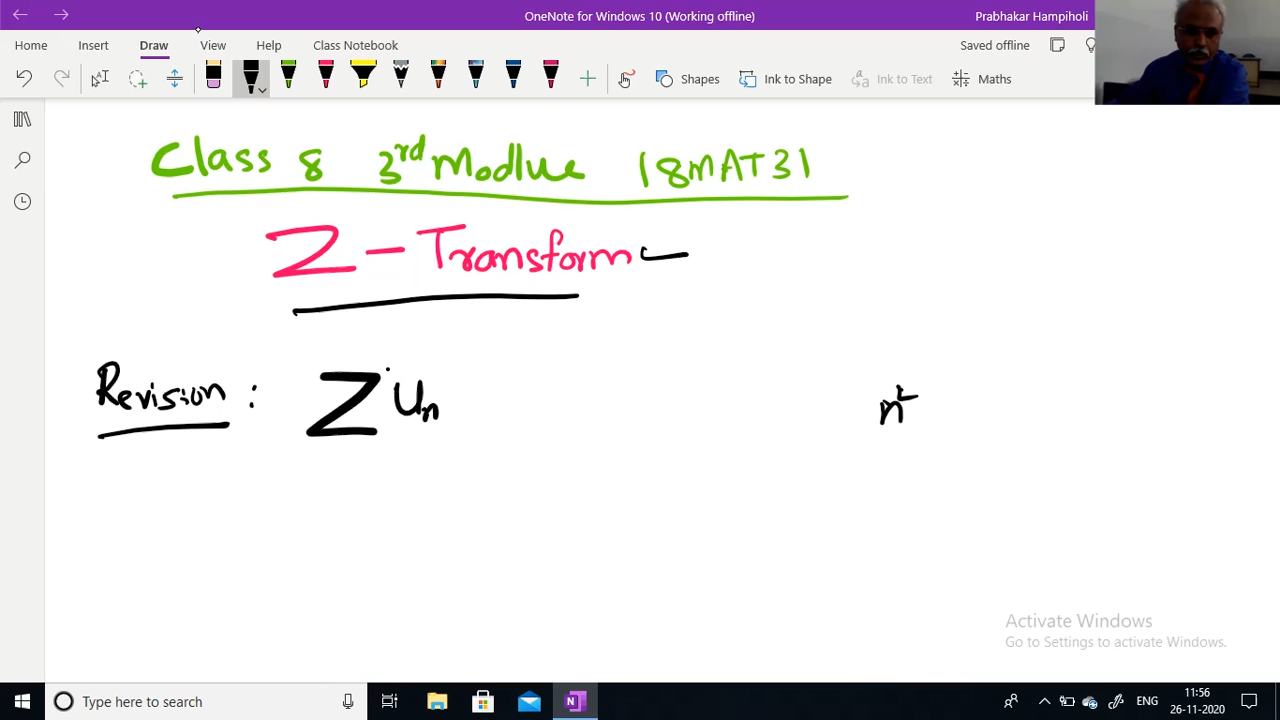 OneNote for Windows 10 (Working offline)
Prabhakar Hampiholi
Home Insert Draw View Help Class Notebook Saved offline
Shapes Ink to Shape Ink to Text Maths
Class 8 3rd Modlue 18MAT31
Z - Transform
Revision : Z Un n²
Activate Windows
Go to Settings to activate Windows.
Type here to search
ENG
11:56
26-11-2020